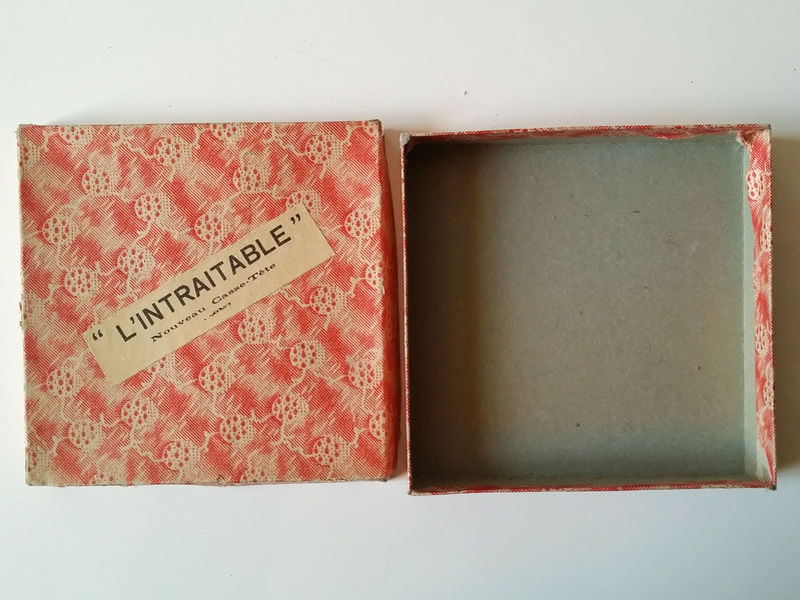 “ L'INTRAITABLE ”
Nouveau Casse-Tête